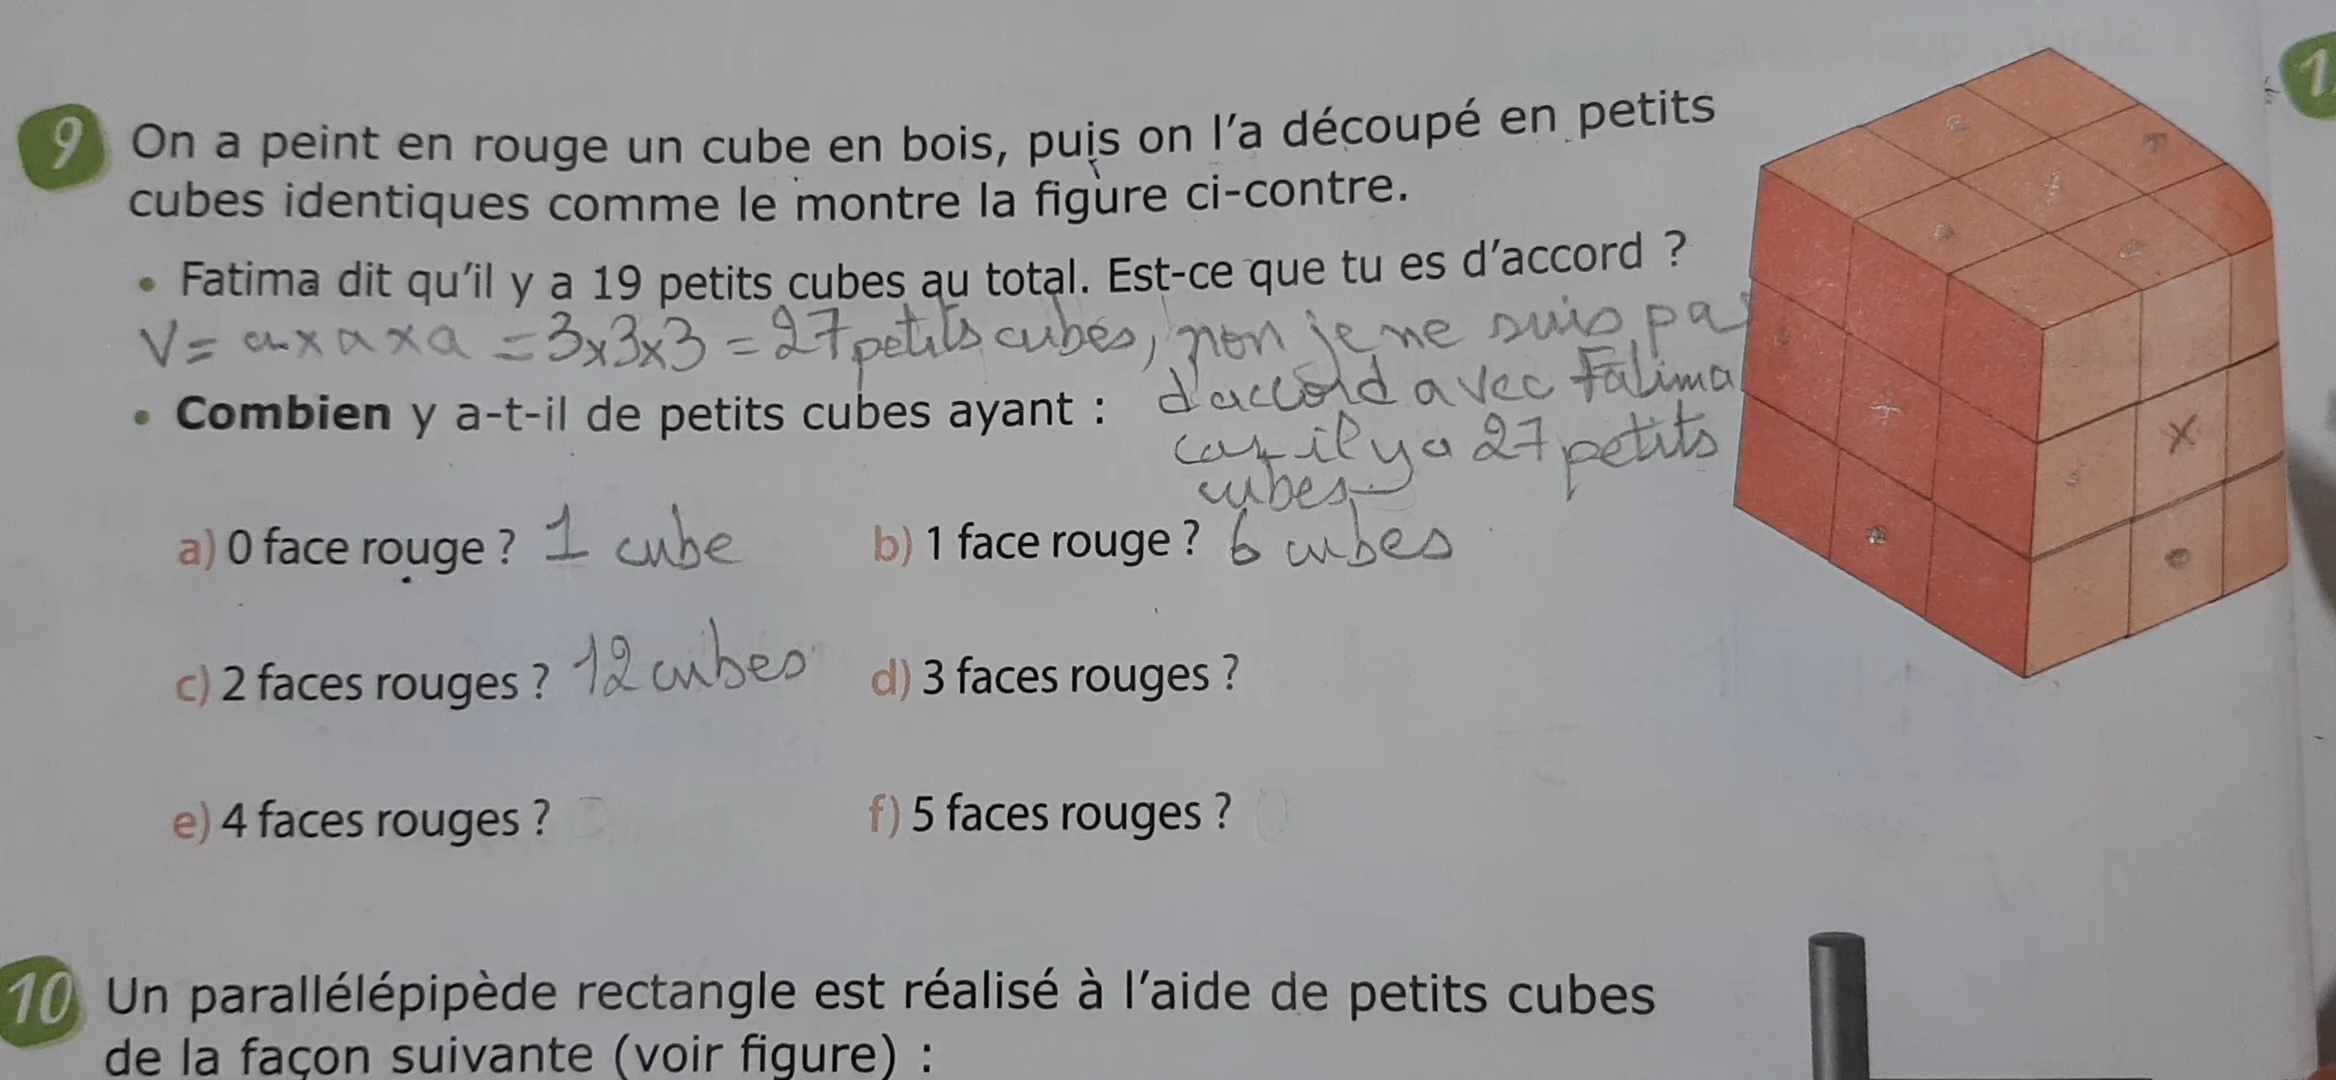 9 On a peint en rouge un cube en bois, puis on l'a découpé en petits
cubes identiques comme le montre la figure ci-contre.
• Fatima dit qu'il y a 19 petits cubes au total. Est-ce que tu es d'accord ?
V = a x a x a = 3x3x3 = 27 petits cubes, non je ne suis pas
d'accord avec Fatima
car il y a 27 petits
cubes
• Combien y a-t-il de petits cubes ayant :
a) 0 face rouge ? 1 cube
b) 1 face rouge ? 6 cubes
c) 2 faces rouges ? 12 cubes
d) 3 faces rouges ?
e) 4 faces rouges ?
f) 5 faces rouges ? 0
10 Un parallélépipède rectangle est réalisé à l'aide de petits cubes
de la façon suivante (voir figure) :
1